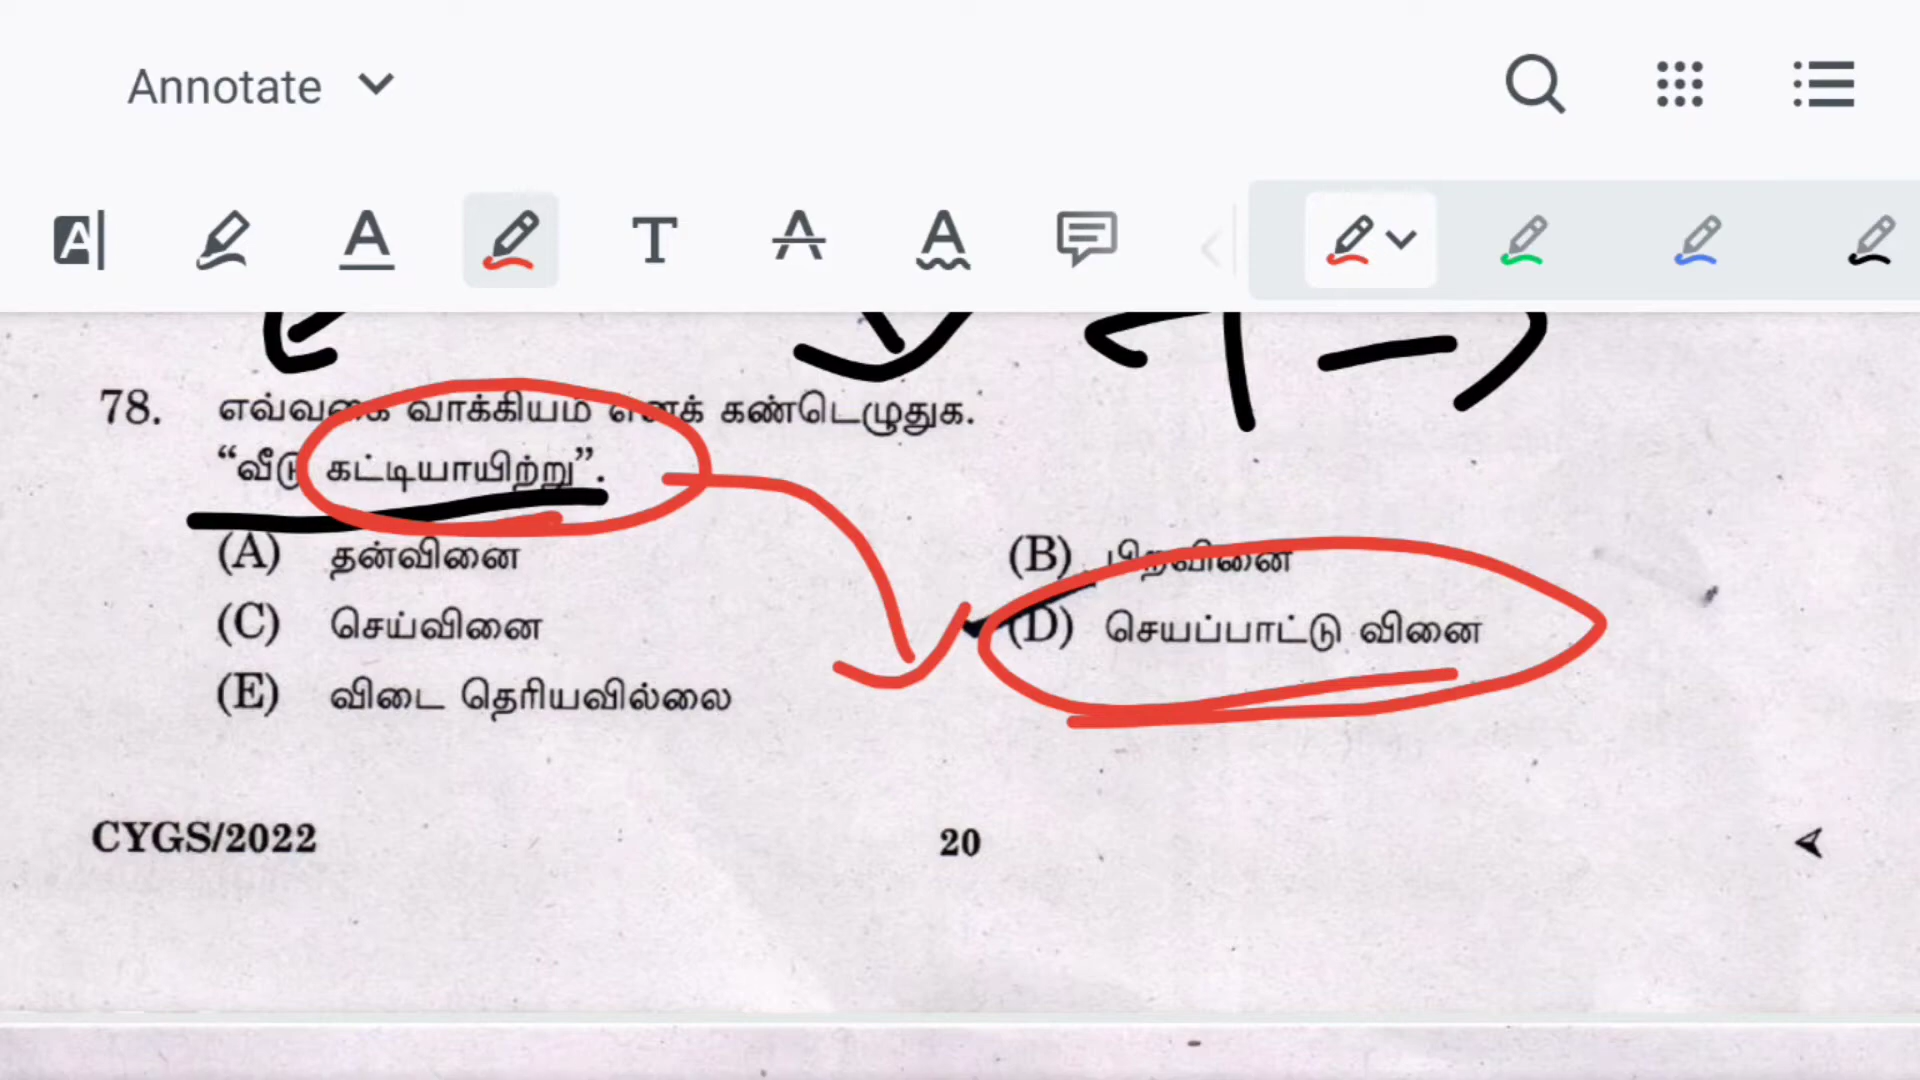 Annotate
78. எவ்வகை வாக்கியம் எனக் கண்டெழுதுக.
“வீடு கட்டியாயிற்று”.
(A) தன்வினை
(B) பிறவினை
(C) செய்வினை
(D) செயப்பாட்டு வினை
(E) விடை தெரியவில்லை
CYGS/2022
20